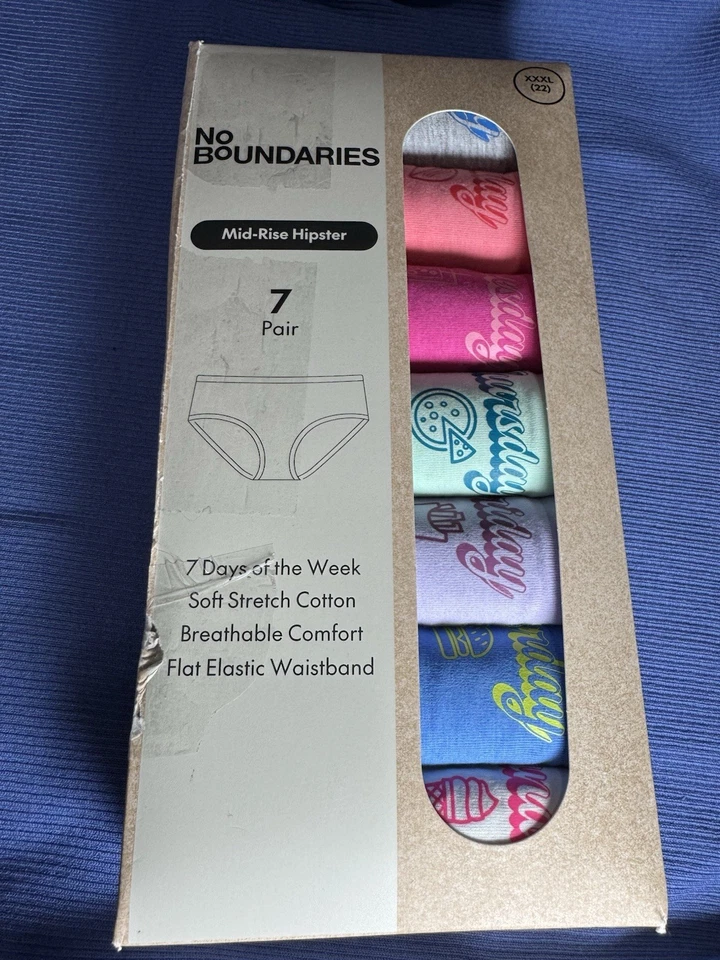 XXXL
(22)
No
BOUNDARIES
Mid-Rise Hipster
7
Pair
7 Days of the Week
Soft Stretch Cotton
Breathable Comfort
Flat Elastic Waistband